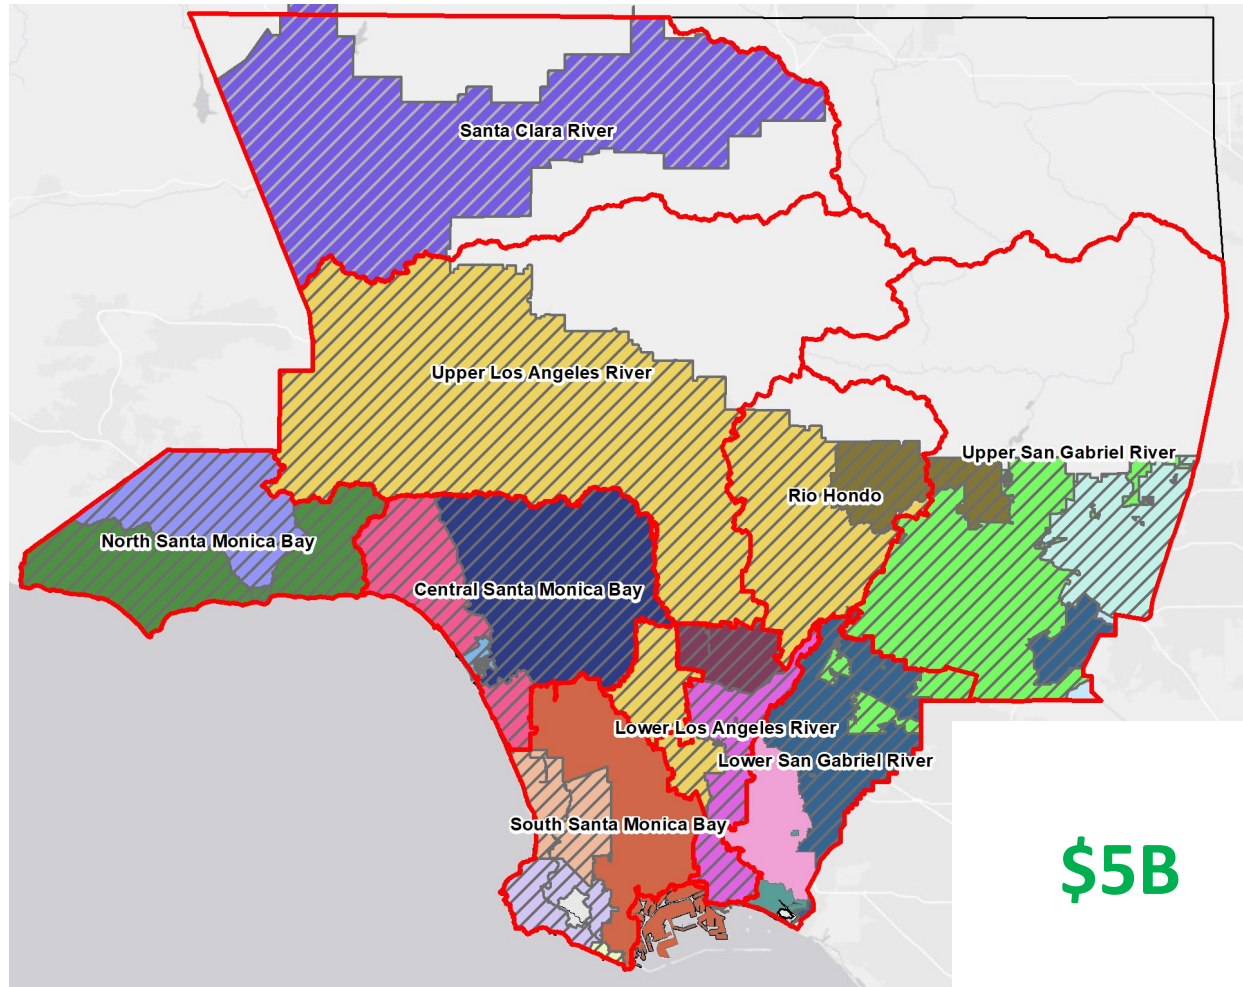 Santa Clara River
Upper Los Angeles River
Upper San Gabriel River
Rio Hondo
North Santa Monica Bay
Central Santa Monica Bay
Lower Los Angeles River
Lower San Gabriel River
South Santa Monica Bay
$5B